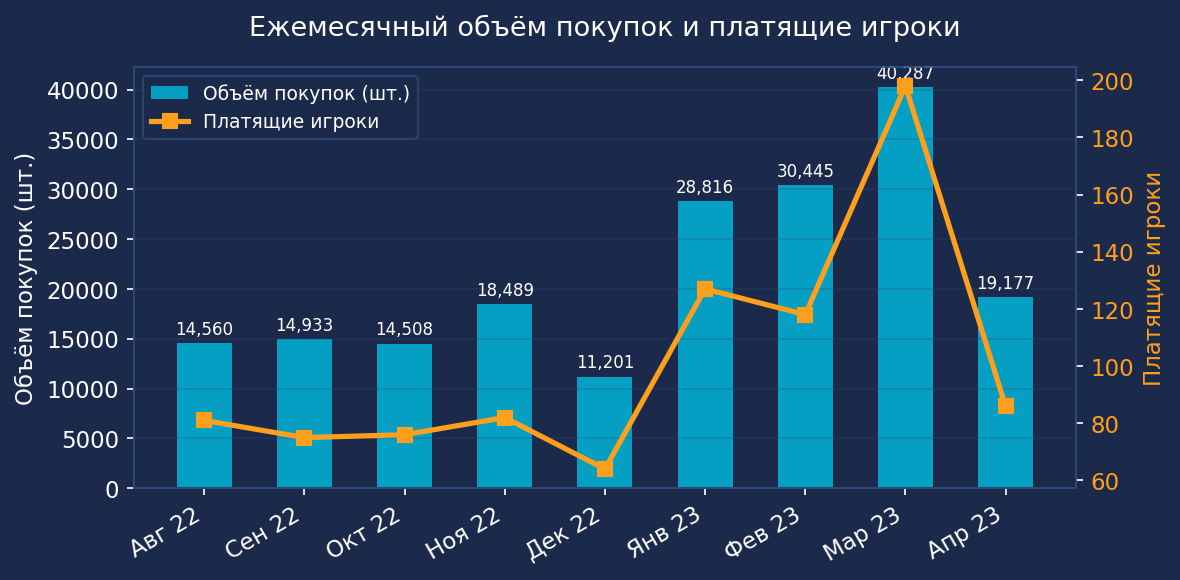 Ежемесячный объём покупок и платящие игроки
Объём покупок (шт.)
Платящие игроки
Объём покупок (шт.)
40000
35000
30000
25000
20000
15000
10000
5000
0
14,560
14,933
14,508
18,489
11,201
28,816
30,445
40,287
19,177
200
180
160
140
120
100
80
60
Платящие игроки
Авг 22
Сен 22
Окт 22
Ноя 22
Дек 22
Янв 23
Фев 23
Мар 23
Апр 23